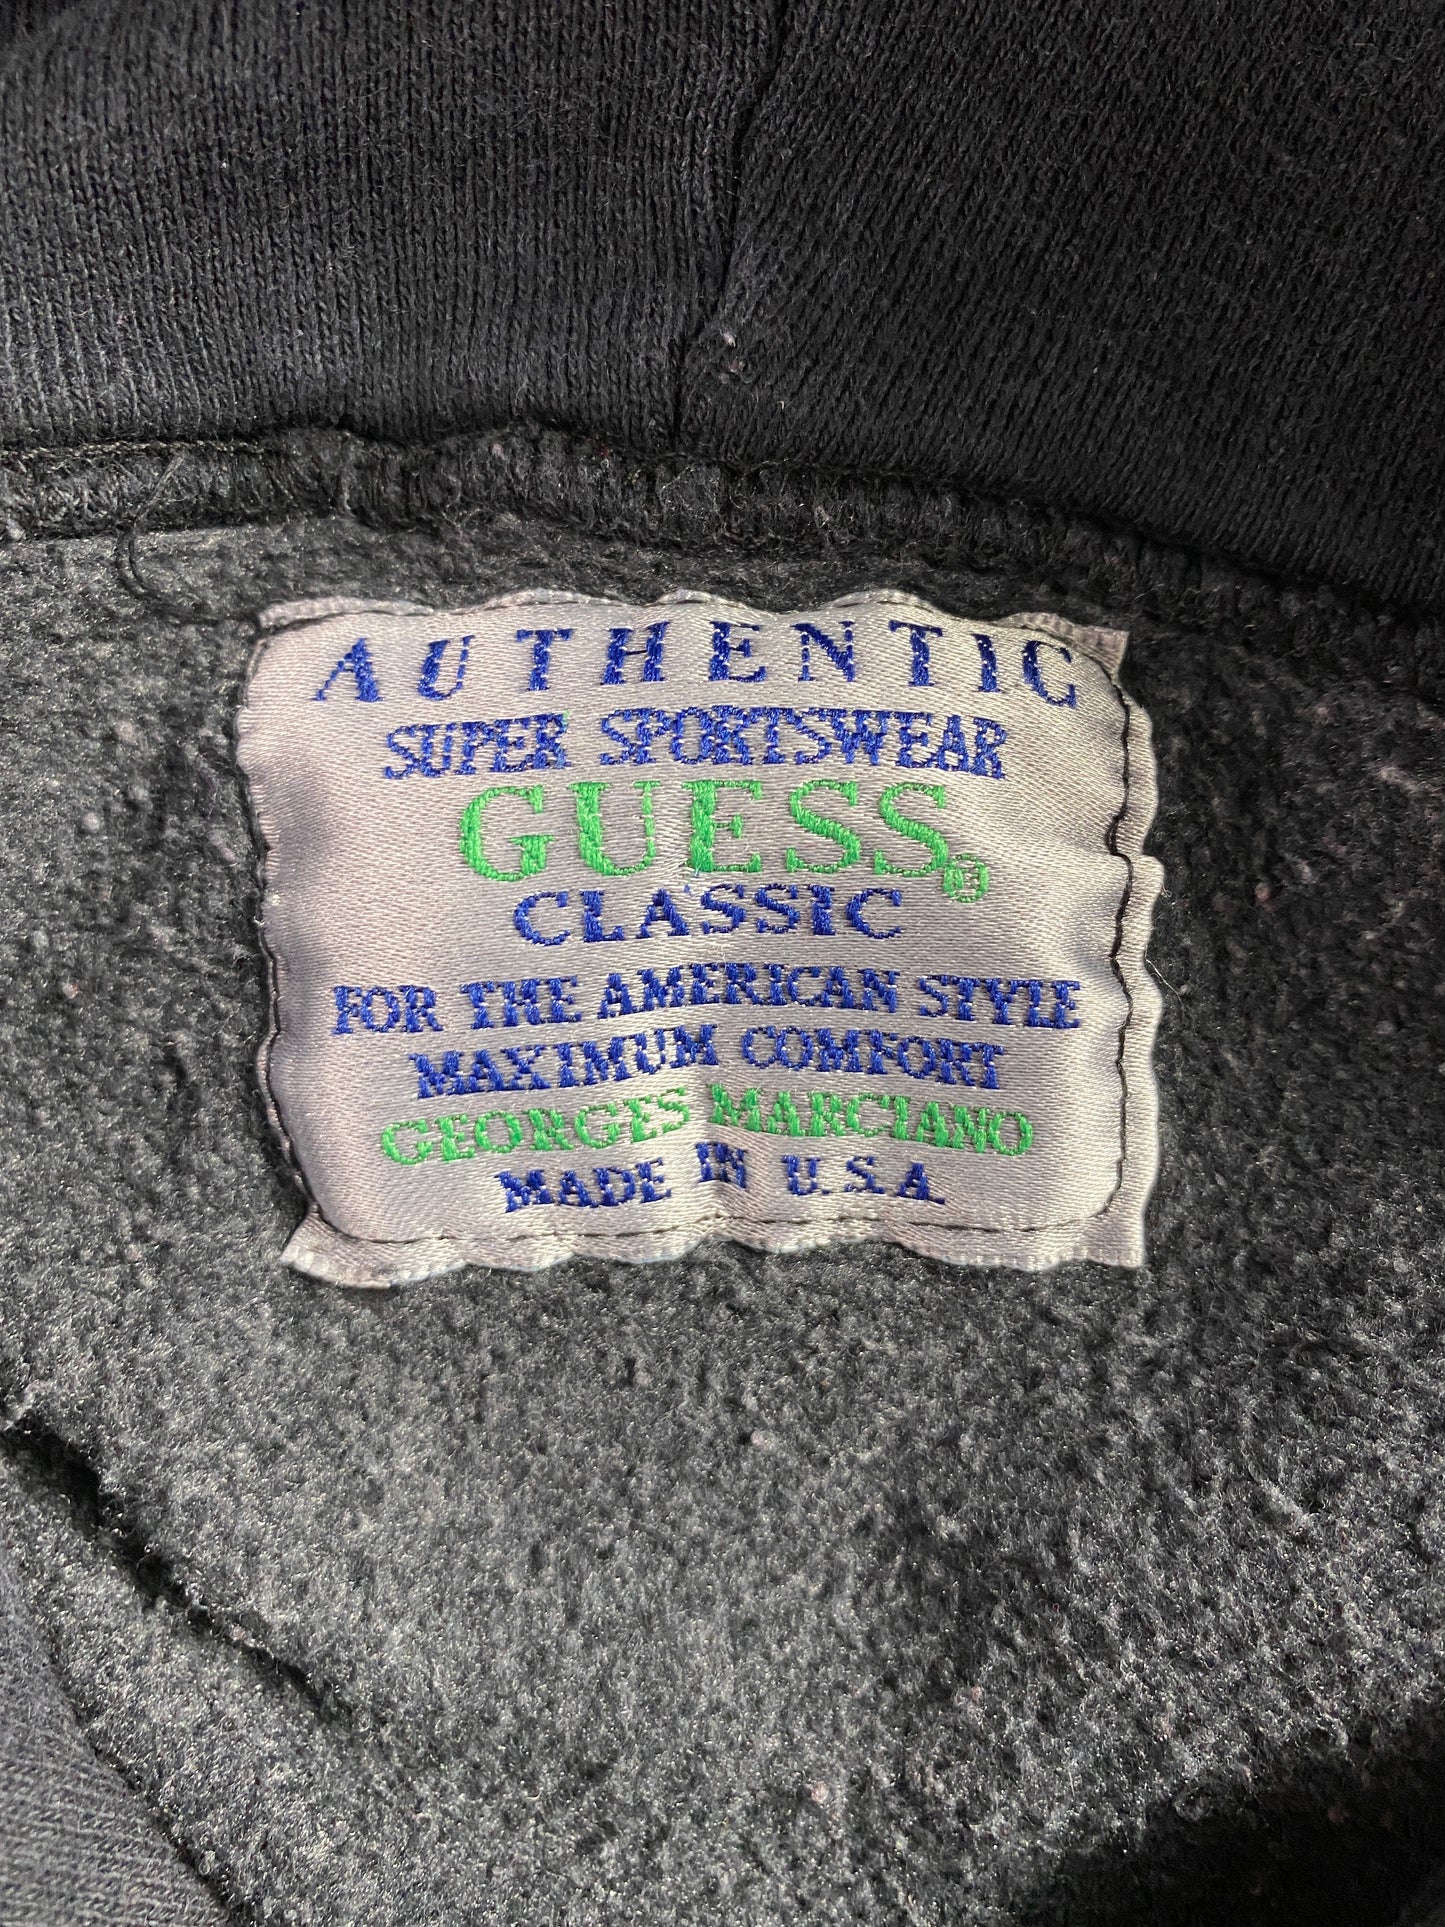 AUTHENTIC
SUPER SPORTSWEAR
GUESS®
CLASSIC
FOR THE AMERICAN STYLE
MAXIMUM COMFORT
GEORGES MARCIANO
MADE IN U.S.A.